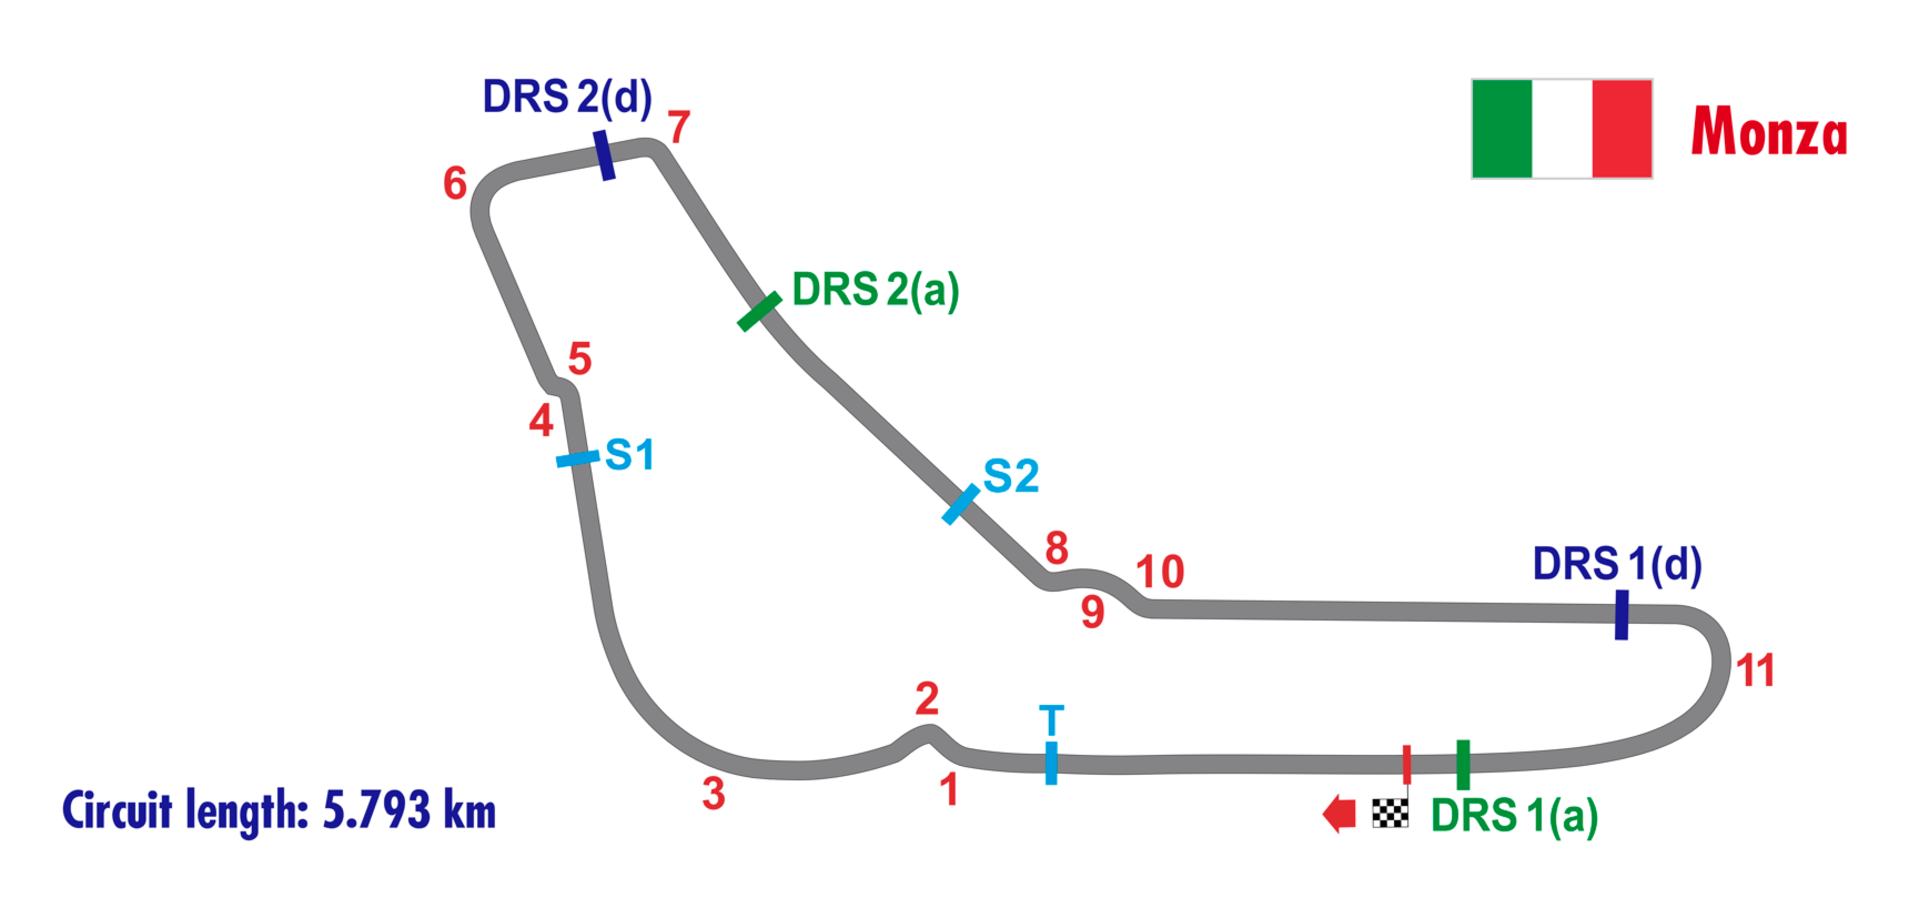 DRS 2(d)
7
Monza
6
DRS 2(a)
5
4
S1
S2
8
10
DRS 1(d)
9
11
2
T
3
1
Circuit length: 5.793 km
DRS 1(a)